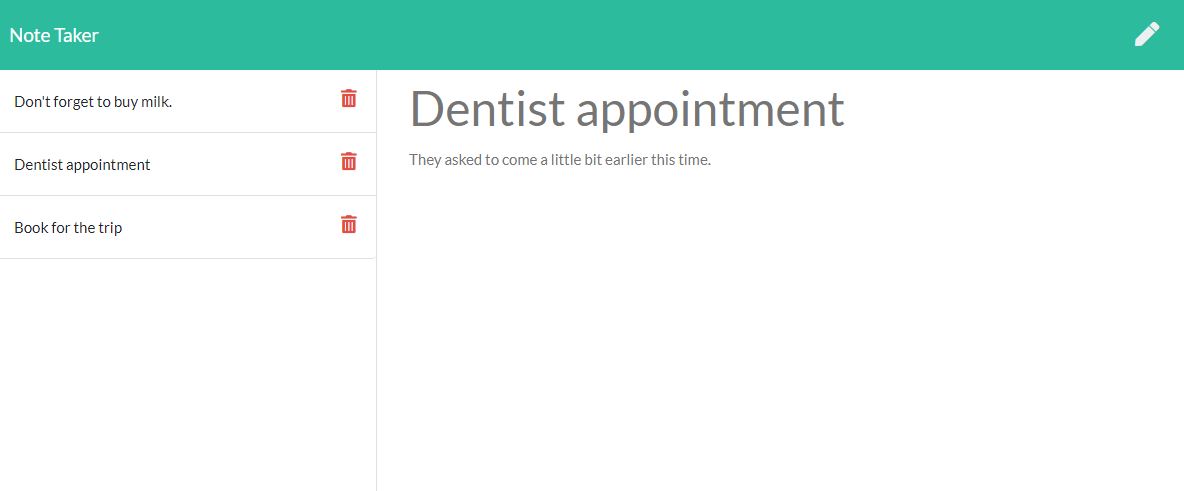 Note Taker
Don't forget to buy milk.
Dentist appointment
Book for the trip
Dentist appointment
They asked to come a little bit earlier this time.